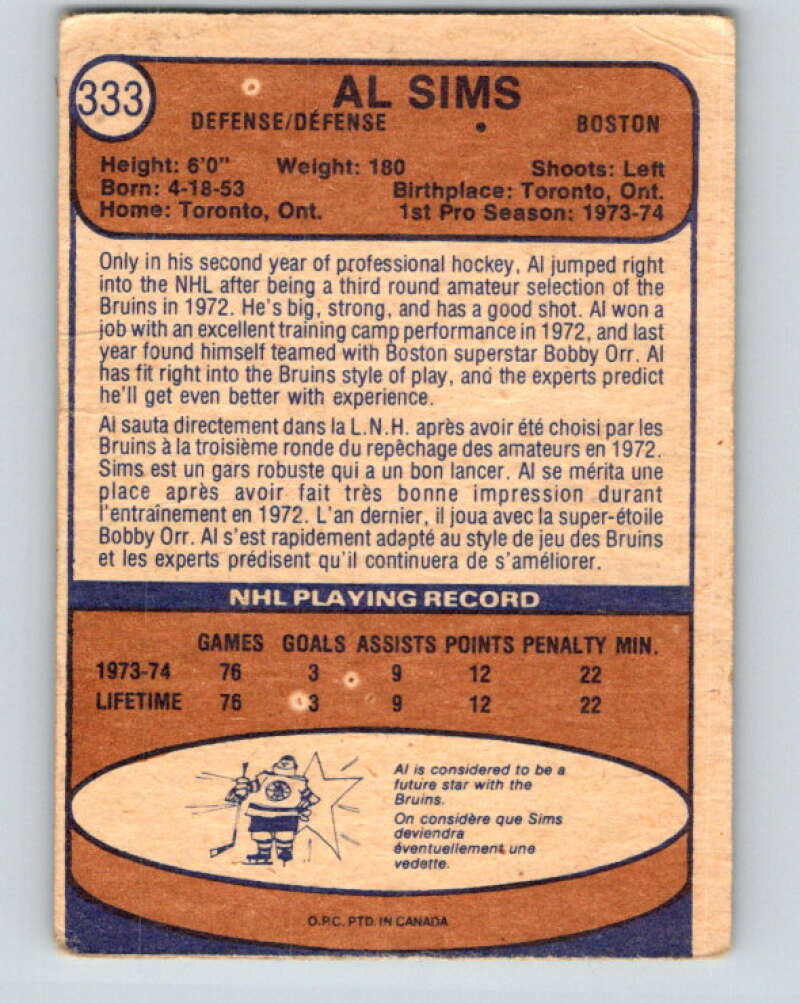 333
AL SIMS
DEFENSE/DÉFENSE BOSTON
Height: 6'0" Weight: 180 Shoots: Left
Born: 4-18-53 Birthplace: Toronto, Ont.
Home: Toronto, Ont. 1st Pro Season: 1973-74
Only in his second year of professional hockey, Al jumped right
into the NHL after being a third round amateur selection of the
Bruins in 1972. He's big, strong, and has a good shot. Al won a
job with an excellent training camp performance in 1972, and last
year found himself teamed with Boston superstar Bobby Orr. Al
has fit right into the Bruins style of play, and the experts predict
he'll get even better with experience.
Al sauta directement dans la L.N.H. après avoir été choisi par les
Bruins à la troisième ronde du repêchage des amateurs en 1972.
Sims est un gars robuste qui a un bon lancer. Al se mérita une
place après avoir fait très bonne impression durant
l'entraînement en 1972. L'an dernier, il joua avec la super-étoile
Bobby Orr. Al s'est rapidement adapté au style de jeu des Bruins
et les experts prédisent qu'il continuera de s'améliorer.
NHL PLAYING RECORD
GAMES GOALS ASSISTS POINTS PENALTY MIN.
1973-74 76 3 9 12 22
LIFETIME 76 3 9 12 22
Al is considered to be a
future star with the
Bruins.
On considère que Sims
deviendra
éventuellement une
vedette.
O.P.C. PTD. IN CANADA